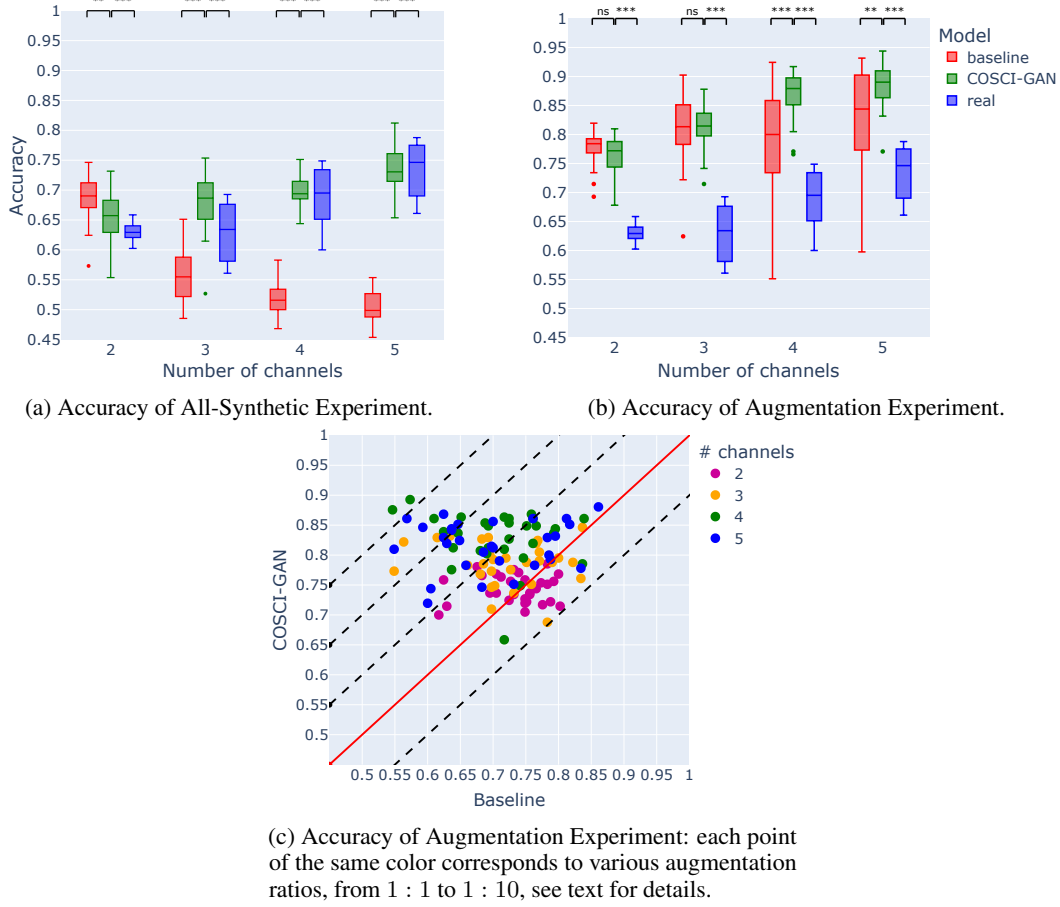 ** *** *** *** *** *** *** ***
1
0.95
0.9
0.85
0.8
0.75
0.7
0.65
0.6
0.55
0.5
0.45
Accuracy
2 3 4 5
Number of channels
(a) Accuracy of All-Synthetic Experiment.
ns *** ns *** *** *** ** ***
1
0.95
0.9
0.85
0.8
0.75
0.7
0.65
0.6
0.55
0.5
0.45
2 3 4 5
Number of channels
Model
baseline
COSCI-GAN
real
(b) Accuracy of Augmentation Experiment.
1
0.95
0.9
0.85
0.8
0.75
0.7
0.65
0.6
0.55
0.5
COSCI-GAN
0.5 0.55 0.6 0.65 0.7 0.75 0.8 0.85 0.9 0.95 1
Baseline
# channels
2
3
4
5
(c) Accuracy of Augmentation Experiment: each point
of the same color corresponds to various augmentation
ratios, from 1 : 1 to 1 : 10, see text for details.